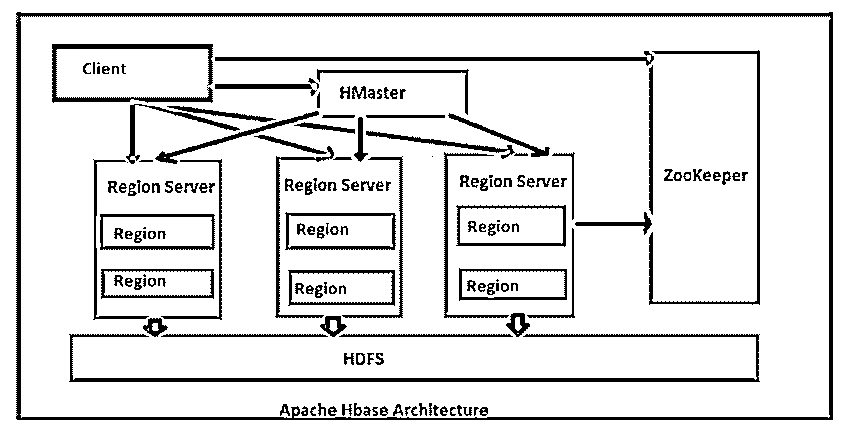 Client
HMaster
ZooKeeper
Region Server
Region Server
Region Server
Region
Region
Region
Region
Region
Region
HDFS
Apache Hbase Architecture